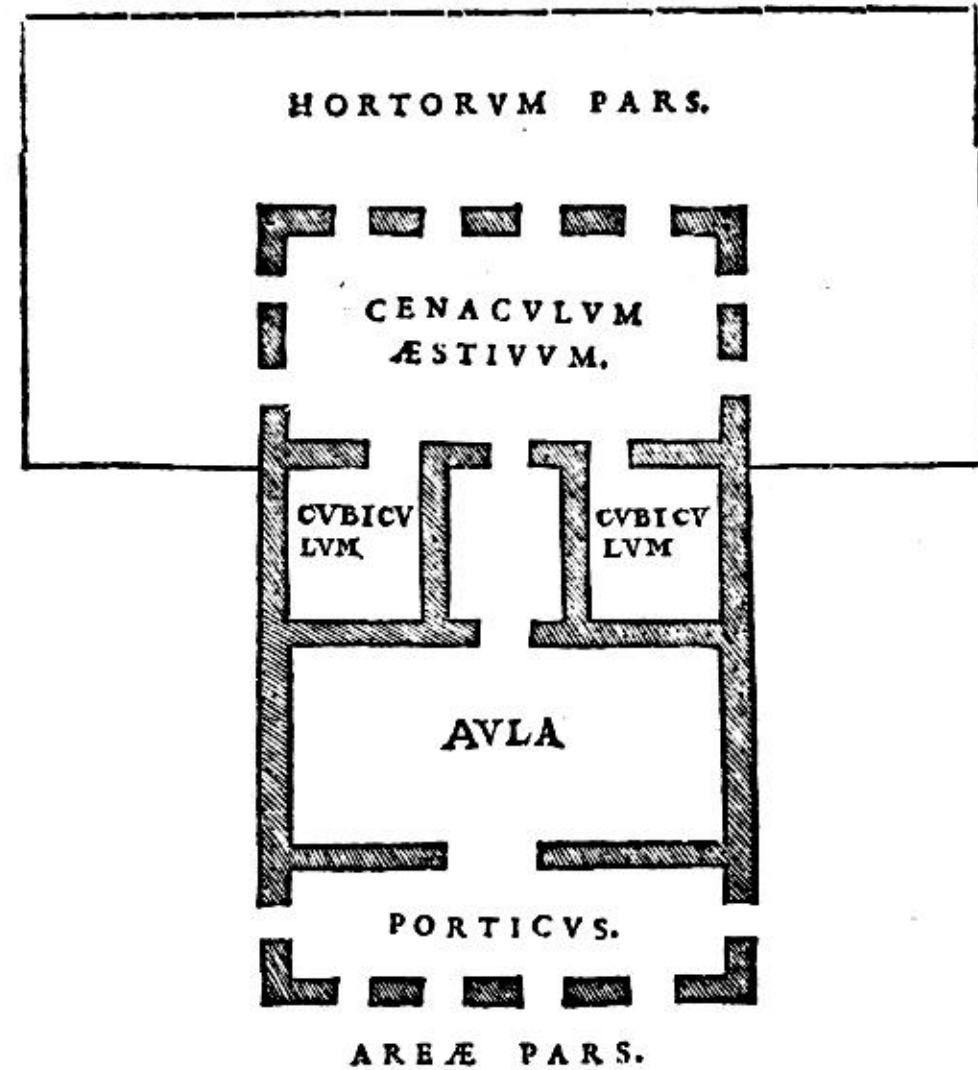 HORTORVM PARS.
CENACVLVM
ÆSTIVVM.
CVBICV
LVM
CVBICV
LVM
AVLA
PORTICVS.
AREÆ PARS.